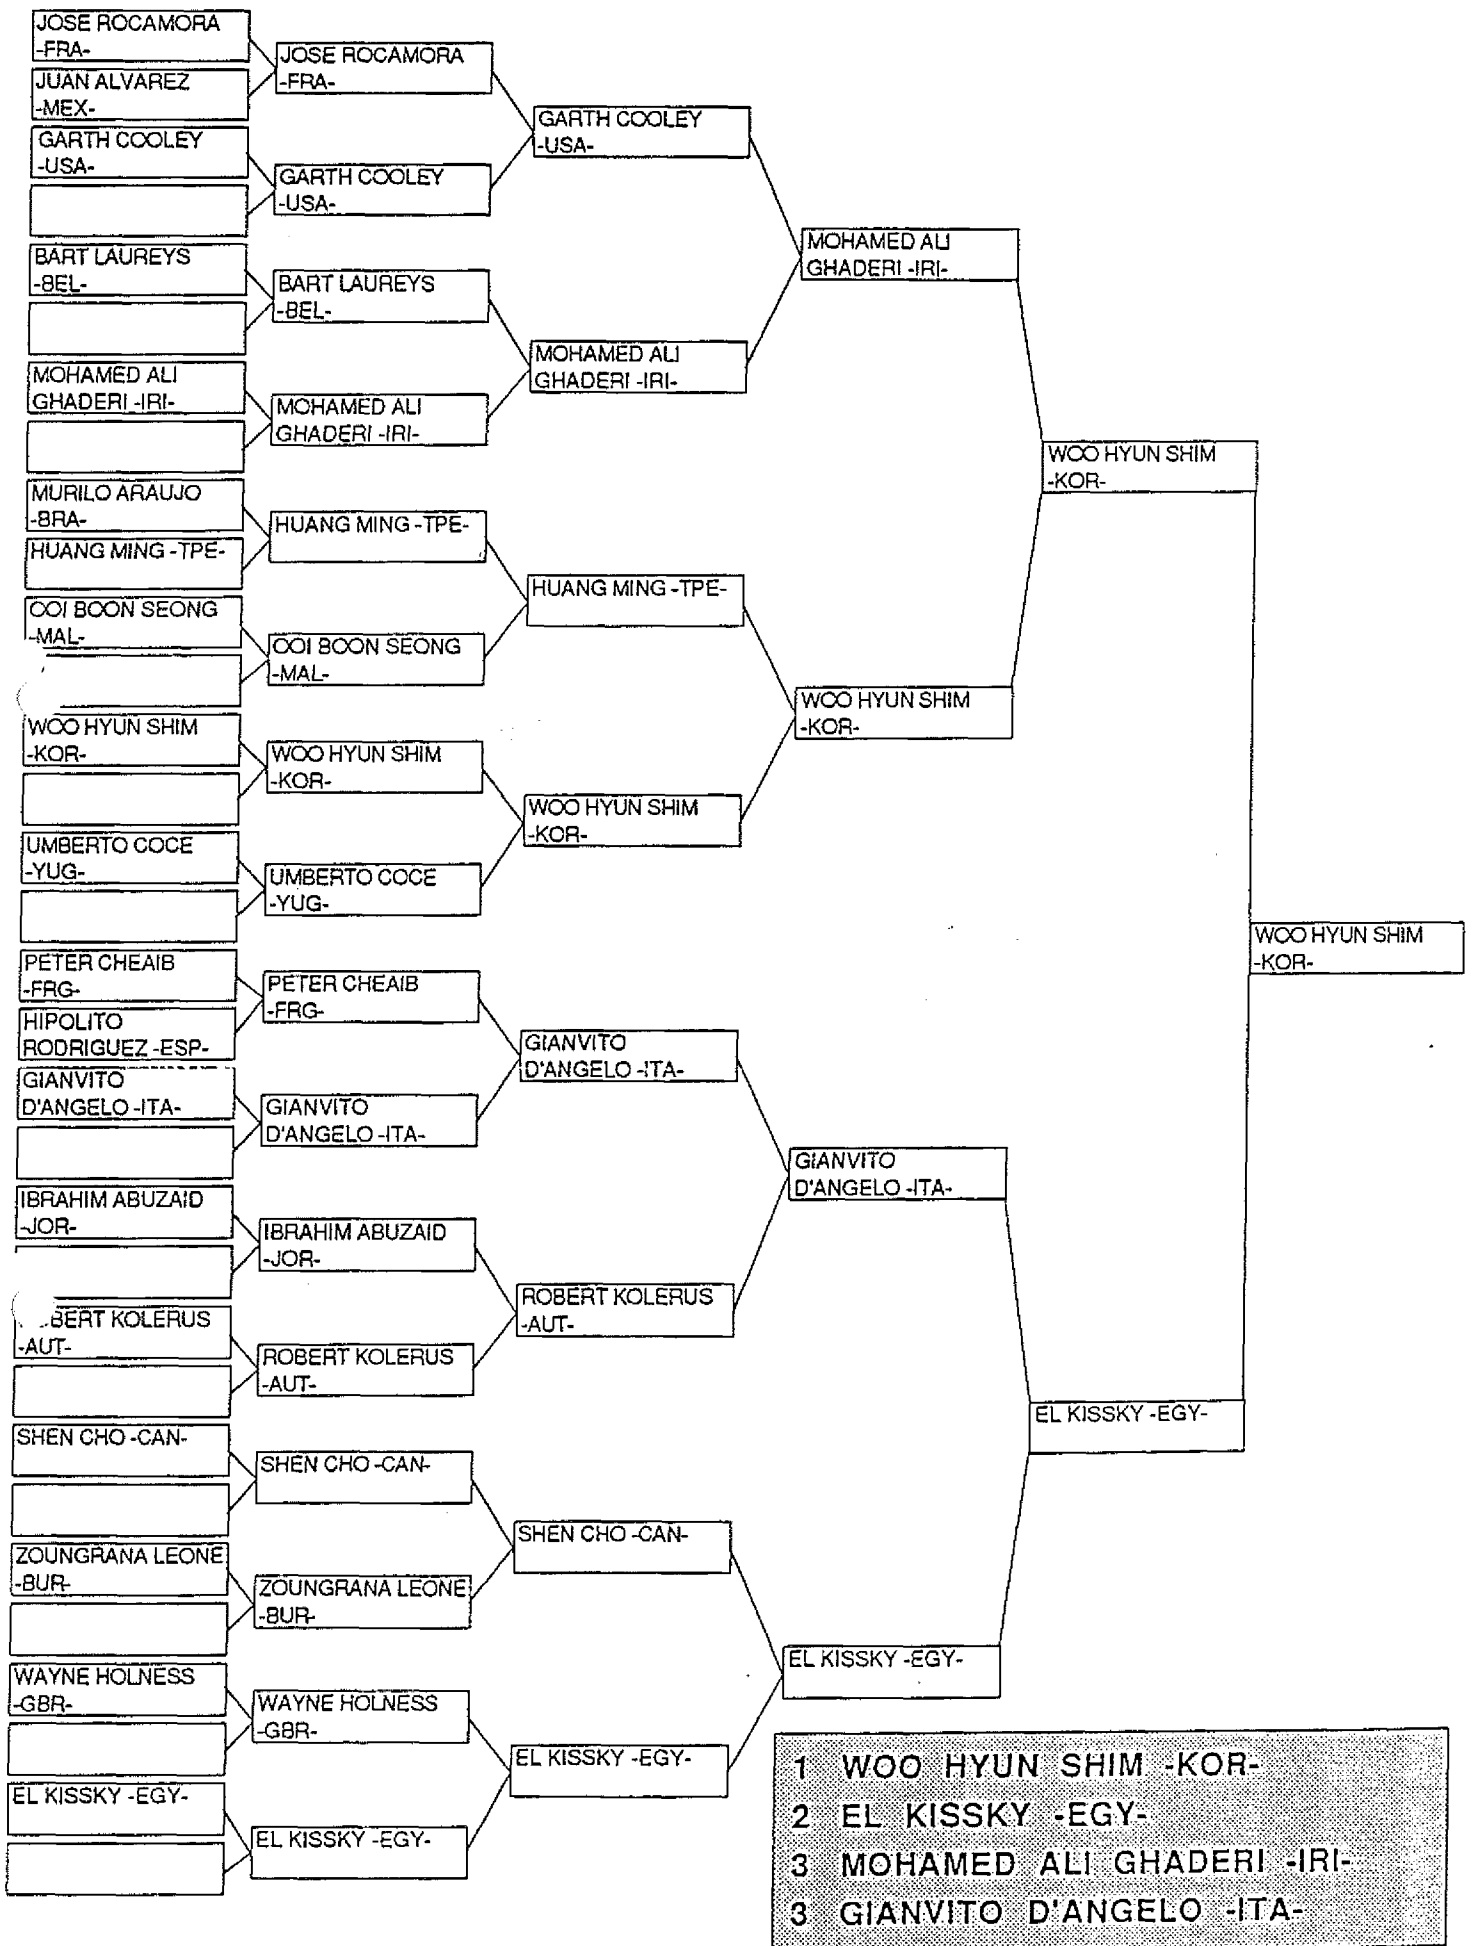 JOSE ROCAMORA
-FRA-
JUAN ALVAREZ
-MEX-
GARTH COOLEY
-USA-
BART LAUREYS
-BEL-
MOHAMED ALI
GHADERI -IRI-
MURILO ARAUJO
-BRA-
HUANG MING -TPE-
OOI BOON SEONG
-MAL-
WOO HYUN SHIM
-KOR-
UMBERTO COCE
-YUG-
PETER CHEAIB
-FRG-
HIPOLITO
RODRIGUEZ -ESP-
GIANVITO
D'ANGELO -ITA-
IBRAHIM ABUZAID
-JOR-
BERT KOLERUS
-AUT-
SHEN CHO -CAN-
ZOUNGRANA LEONE
-BUR-
WAYNE HOLNESS
-GBR-
EL KISSKY -EGY-
JOSE ROCAMORA
-FRA-
GARTH COOLEY
-USA-
BART LAUREYS
-BEL-
MOHAMED ALI
GHADERI -IRI-
HUANG MING -TPE-
OOI BOON SEONG
-MAL-
WOO HYUN SHIM
-KOR-
UMBERTO COCE
-YUG-
PETER CHEAIB
-FRG-
GIANVITO
D'ANGELO -ITA-
IBRAHIM ABUZAID
-JOR-
ROBERT KOLERUS
-AUT-
SHEN CHO -CAN-
ZOUNGRANA LEONE
-BUR-
WAYNE HOLNESS
-GBR-
EL KISSKY -EGY-
GARTH COOLEY
-USA-
MOHAMED ALI
GHADERI -IRI-
HUANG MING -TPE-
WOO HYUN SHIM
-KOR-
GIANVITO
D'ANGELO -ITA-
ROBERT KOLERUS
-AUT-
SHEN CHO -CAN-
EL KISSKY -EGY-
MOHAMED ALI
GHADERI -IRI-
WOO HYUN SHIM
-KOR-
GIANVITO
D'ANGELO -ITA-
EL KISSKY -EGY-
WOO HYUN SHIM
-KOR-
EL KISSKY -EGY-
WOO HYUN SHIM
-KOR-
1 WOO HYUN SHIM -KOR-
2 EL KISSKY -EGY-
3 MOHAMED ALI GHADERI -IRI-
3 GIANVITO D'ANGELO -ITA-